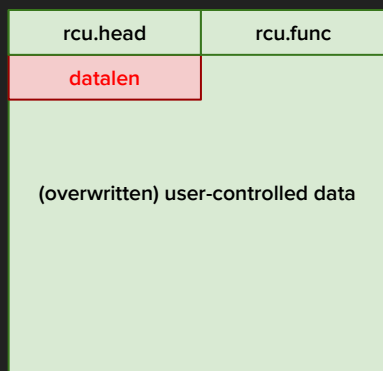 rcu.head rcu.func
datalen
(overwritten) user-controlled data